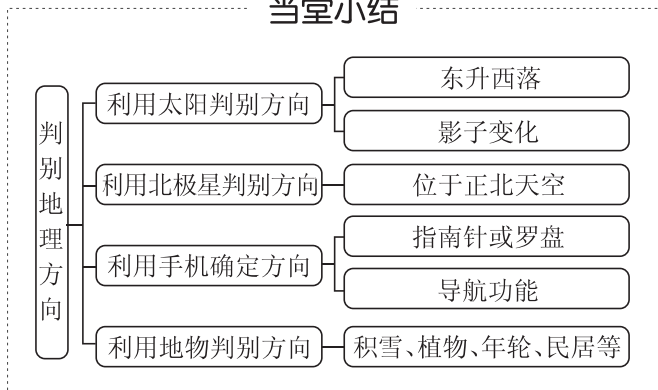 当堂小结
判别地理方向
利用太阳判别方向
东升西落
影子变化
利用北极星判别方向
位于正北天空
利用手机确定方向
指南针或罗盘
导航功能
利用地物判别方向
积雪、植物、年轮、民居等